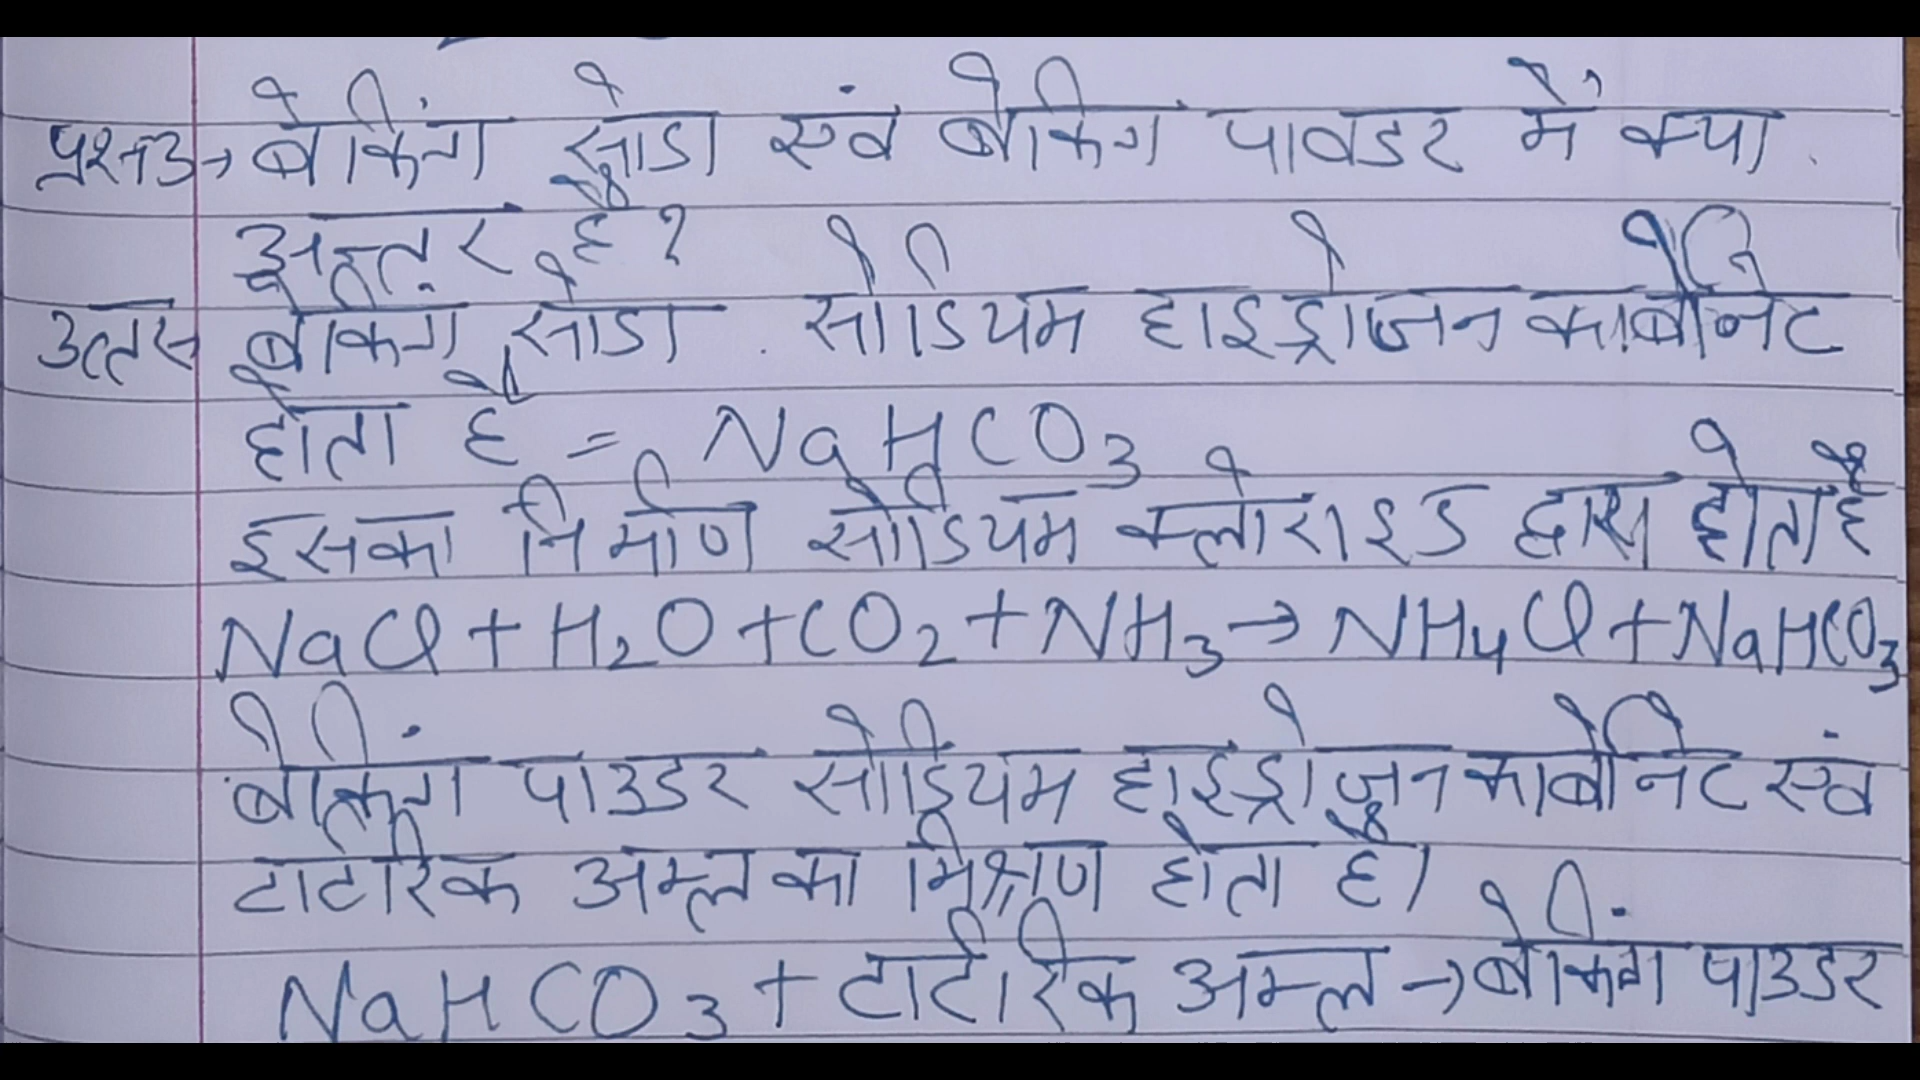 प्रश्न3→ बेकिंग सोडा एवं बेकिंग पावडर में क्या
अन्तर है?
उत्तर बेकिंग सोडा . सोडियम हाइड्रोजन कार्बोनेट
होता है = NaHCO3
इसका निर्माण सोडियम क्लोराइड द्वारा होता है
NaCl + H2O + CO2 + NH3 → NH4Cl + NaHCO3
बेकिंग पाउडर सोडियम हाइड्रोजन कार्बोनेट एवं
टार्टरिक अम्ल का मिश्रण होता है।
NaHCO3 + टार्टरिक अम्ल → बेकिंग पाउडर